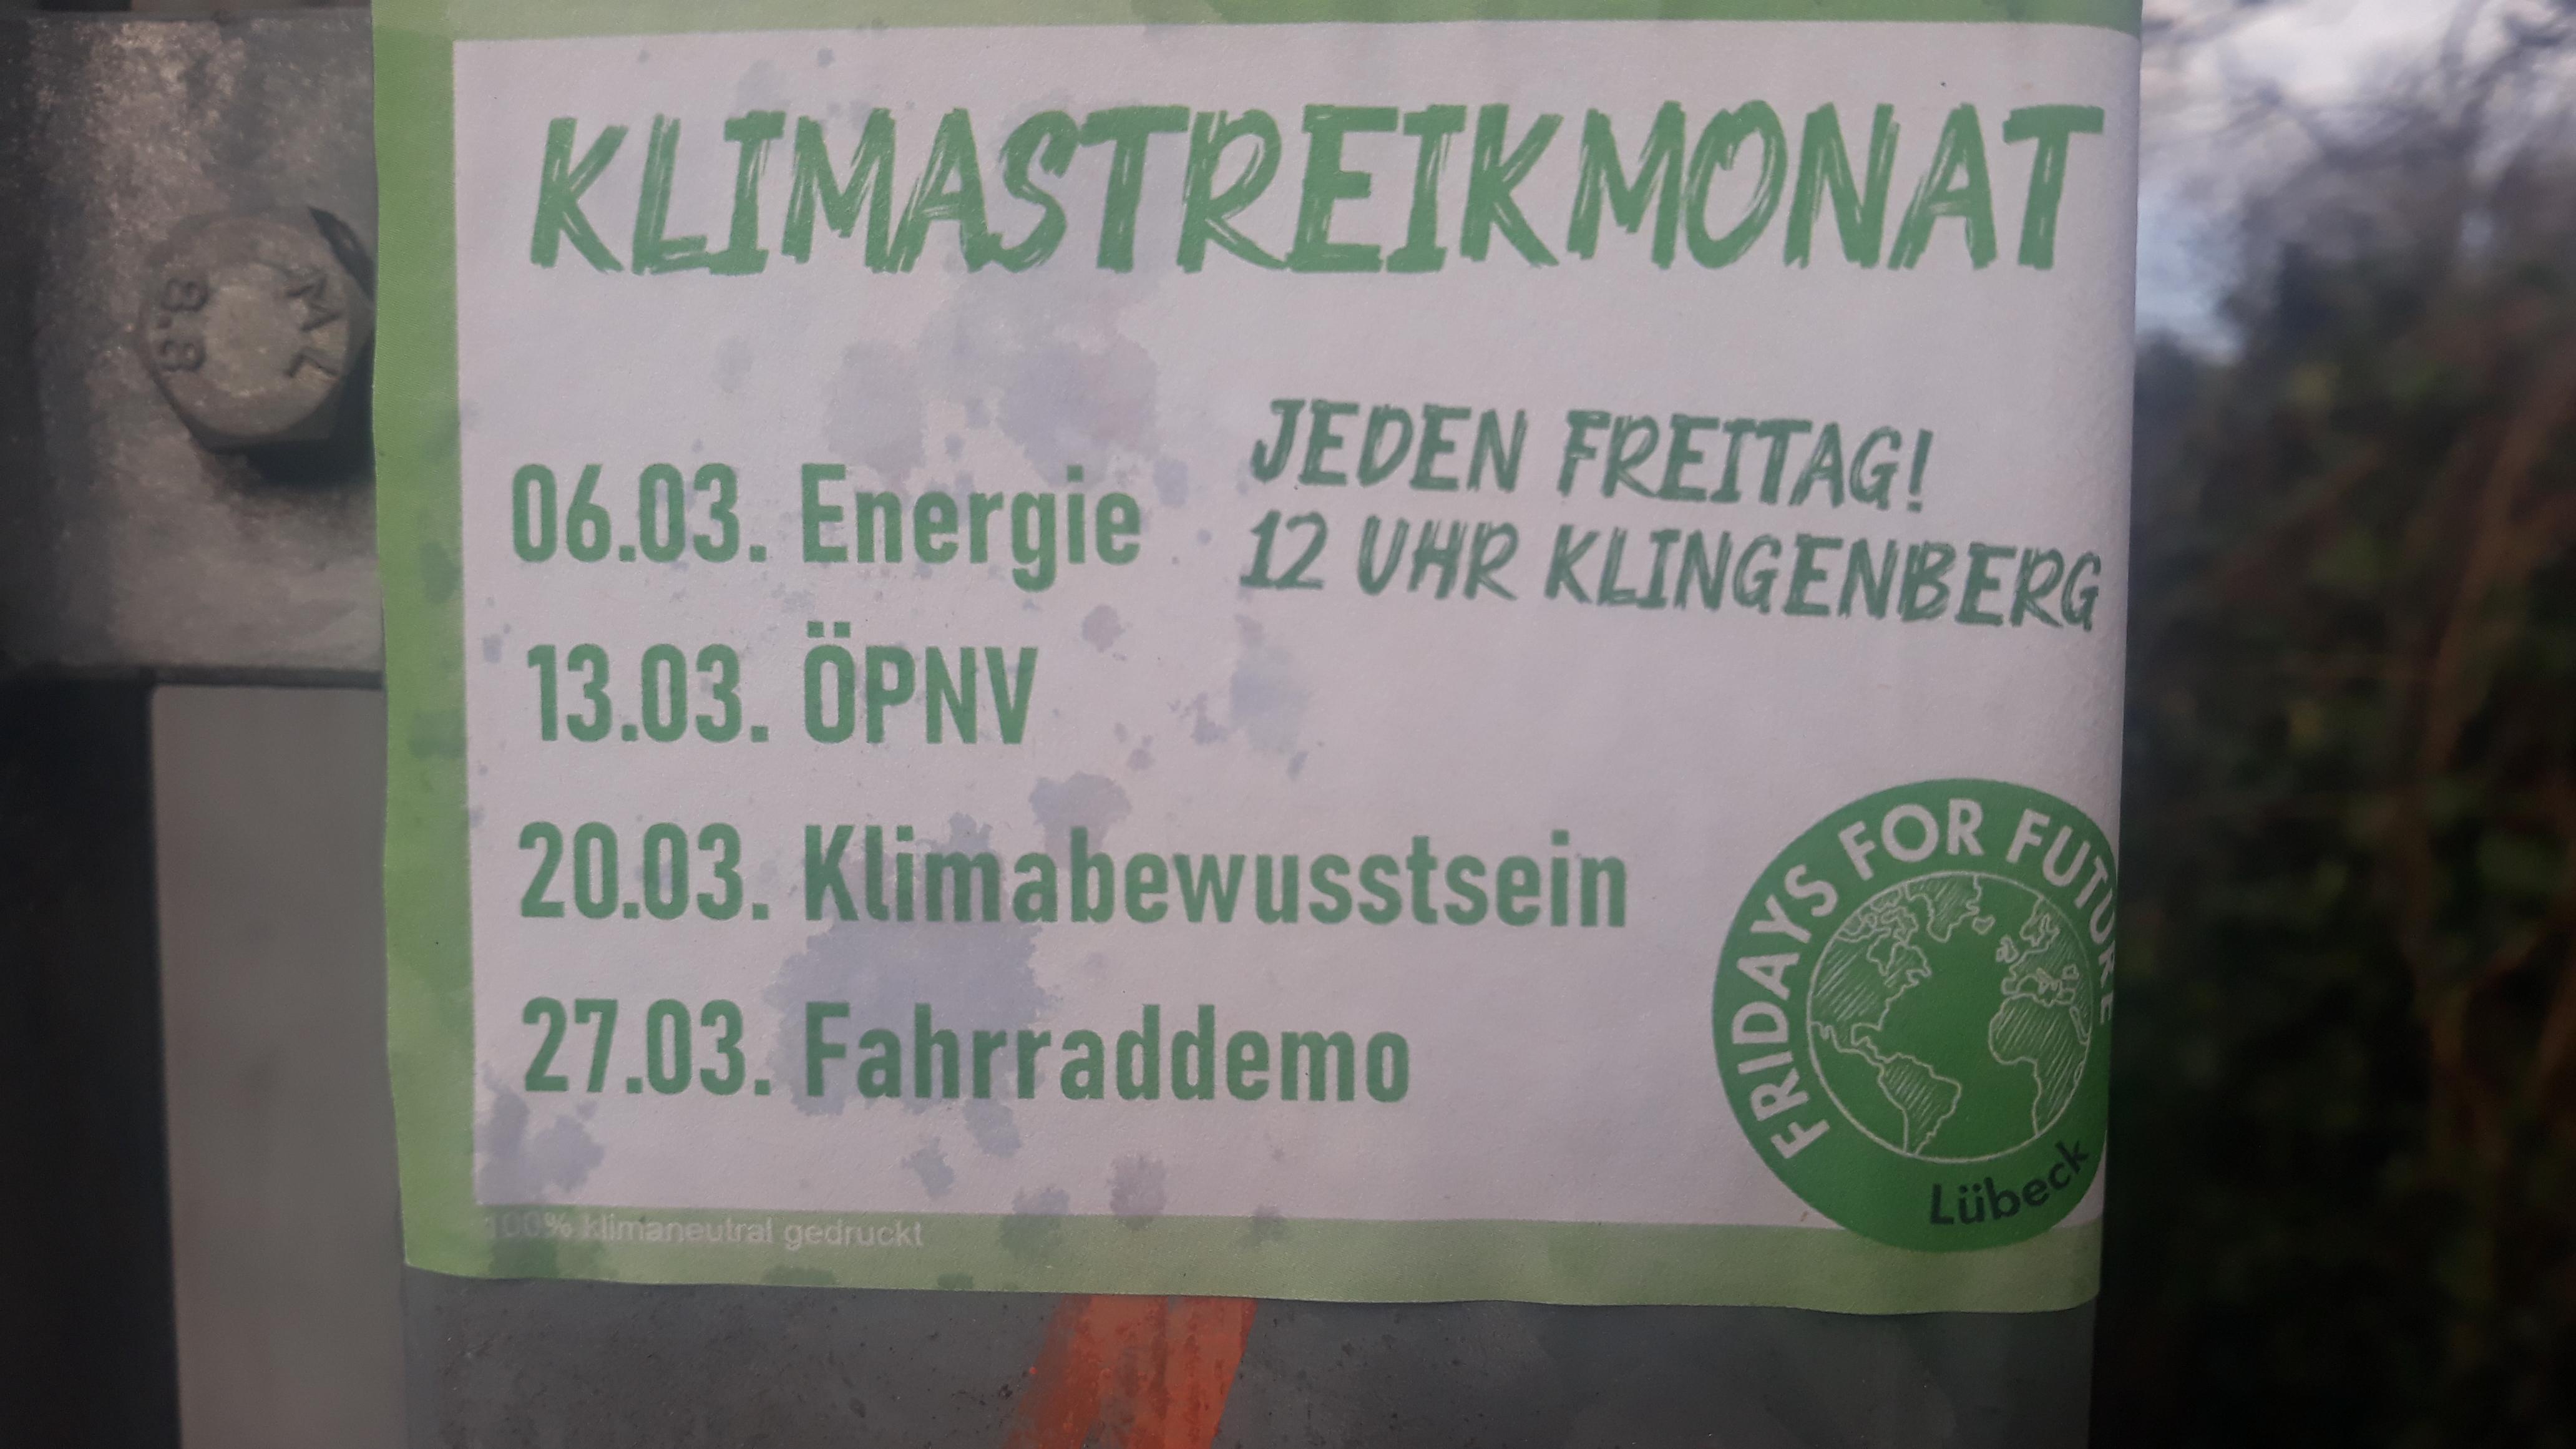 KLIMASTREIKMONAT
JEDEN FREITAG!
12 UHR KLINGENBERG
06.03. Energie
13.03. ÖPNV
20.03. Klimabewusstsein
27.03. Fahrraddemo
FRIDAYS FOR FUTURE
Lübeck
100% klimaneutral gedruckt
ML
8.8